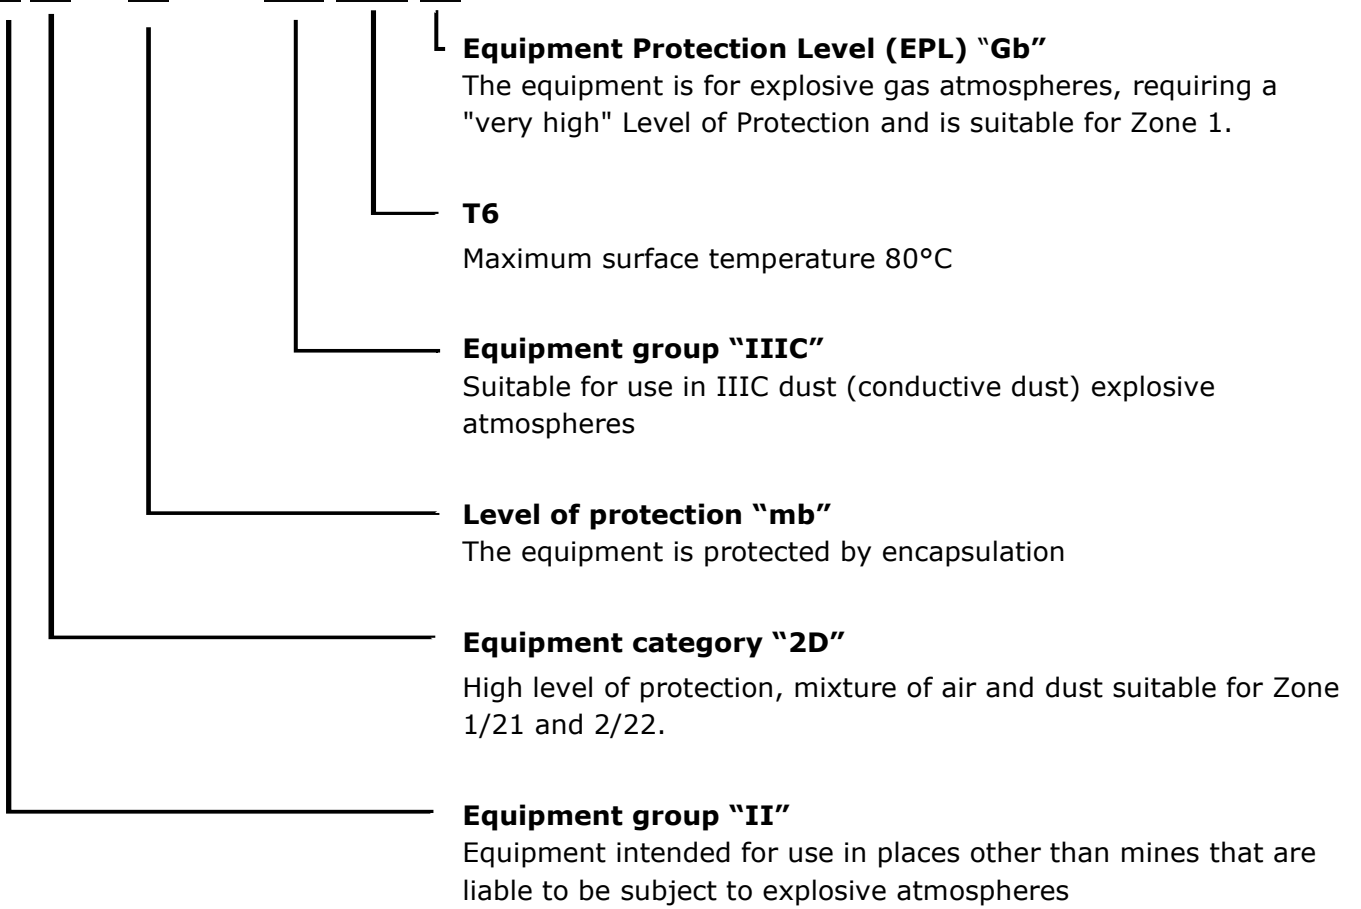 Equipment Protection Level (EPL) “Gb”
The equipment is for explosive gas atmospheres, requiring a
"very high" Level of Protection and is suitable for Zone 1.
T6
Maximum surface temperature 80°C
Equipment group “IIIC”
Suitable for use in IIIC dust (conductive dust) explosive
atmospheres
Level of protection “mb”
The equipment is protected by encapsulation
Equipment category “2D”
High level of protection, mixture of air and dust suitable for Zone
1/21 and 2/22.
Equipment group “II”
Equipment intended for use in places other than mines that are
liable to be subject to explosive atmospheres